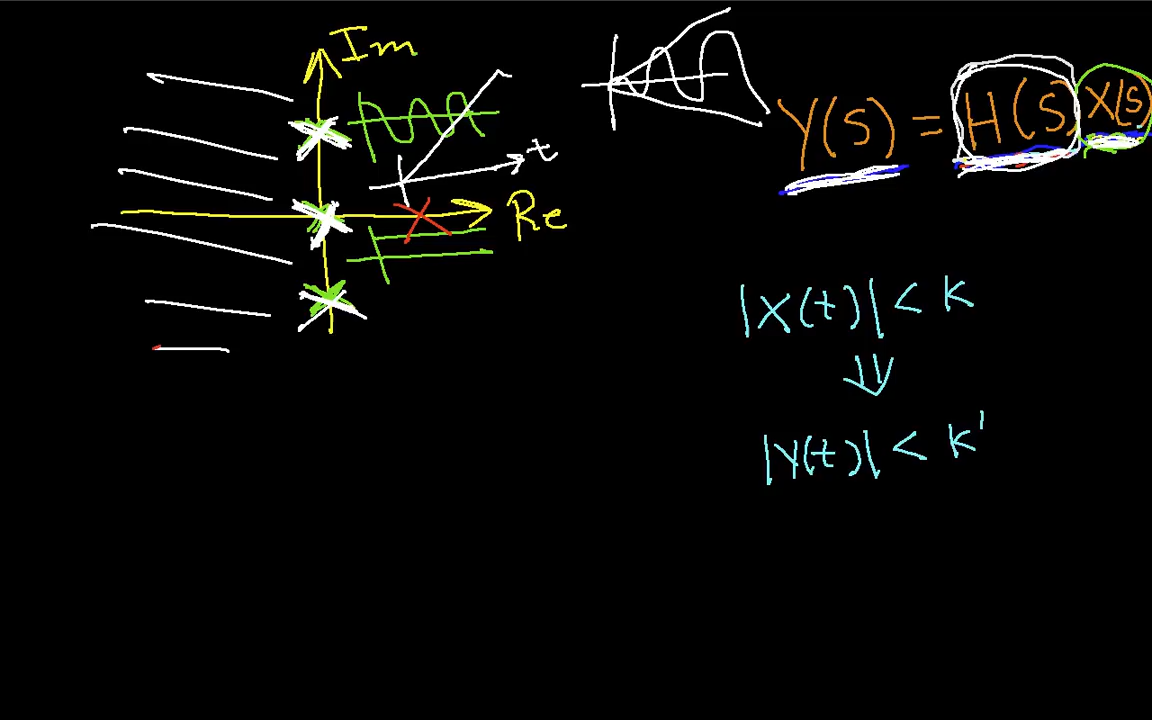 Im
Y(S) = H(S) X(S)
t
Re
|X(t)| < K
⇓
|Y(t)| < K'